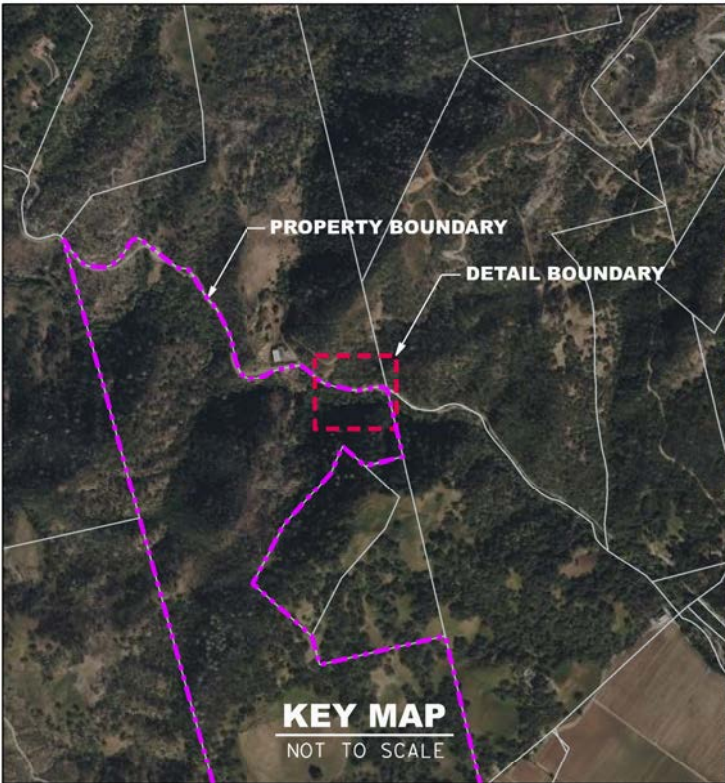 PROPERTY BOUNDARY
DETAIL BOUNDARY
KEY MAP
NOT TO SCALE